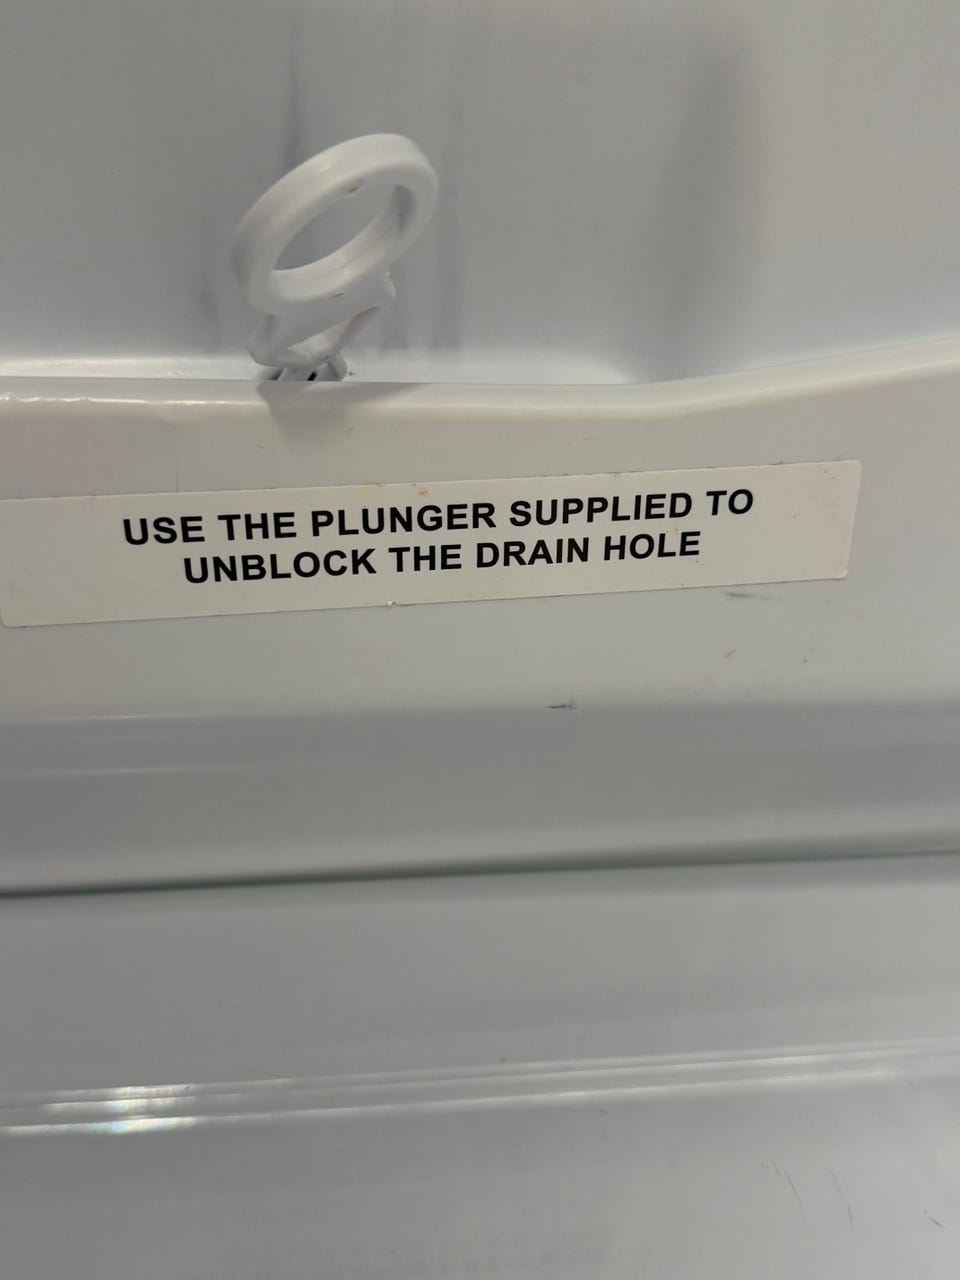 USE THE PLUNGER SUPPLIED TO
UNBLOCK THE DRAIN HOLE